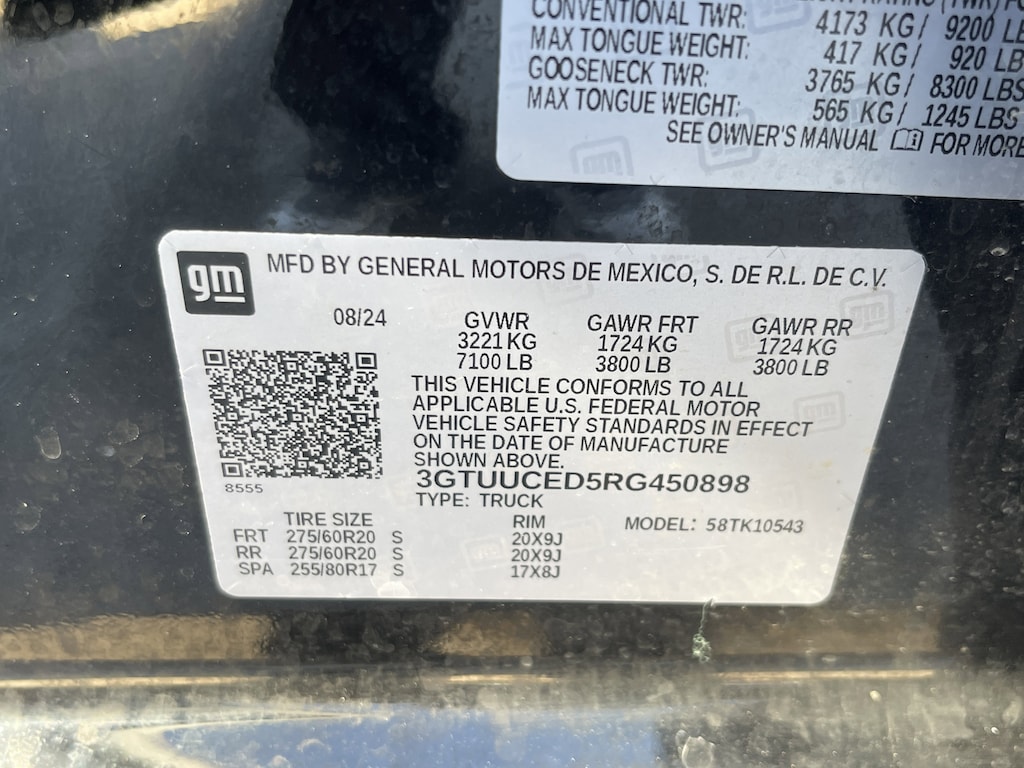 CONVENTIONAL TWR: 4173 KG/ 9200 LB
MAX TONGUE WEIGHT: 417 KG/ 920 LB
GOOSENECK TWR: 3765 KG/ 8300 LBS
MAX TONGUE WEIGHT: 565 KG/ 1245 LBS
SEE OWNER'S MANUAL FOR MORE
gm
MFD BY GENERAL MOTORS DE MEXICO, S. DE R.L. DE C.V.
08/24 GVWR GAWR FRT GAWR RR
3221 KG 1724 KG 1724 KG
7100 LB 3800 LB 3800 LB
THIS VEHICLE CONFORMS TO ALL
APPLICABLE U.S. FEDERAL MOTOR
VEHICLE SAFETY STANDARDS IN EFFECT
ON THE DATE OF MANUFACTURE
SHOWN ABOVE.
3GTUUCED5RG450898
8555
TYPE: TRUCK
TIRE SIZE RIM MODEL: 58TK10543
FRT 275/60R20 S 20X9J
RR 275/60R20 S 20X9J
SPA 255/80R17 S 17X8J